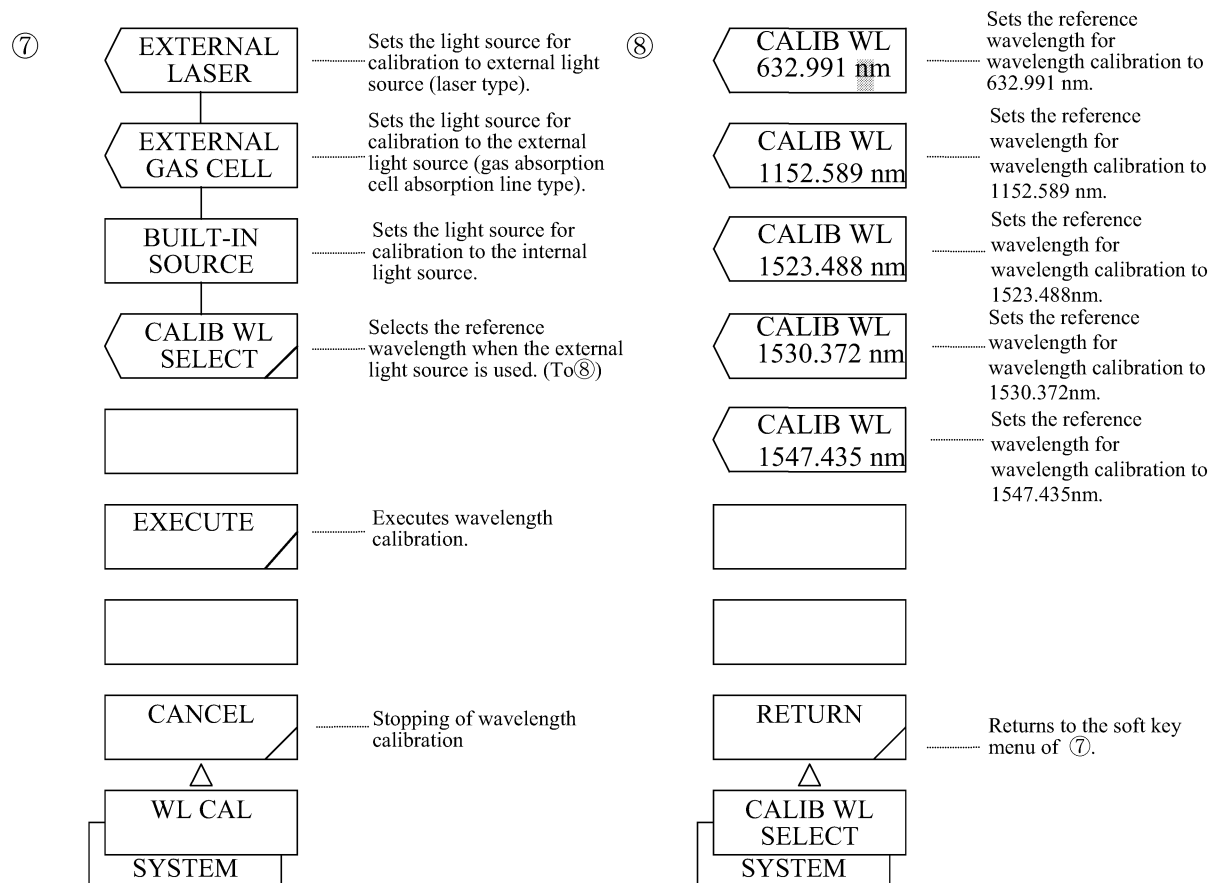 ⑦
EXTERNAL
LASER
Sets the light source for
calibration to external light
source (laser type).
EXTERNAL
GAS CELL
Sets the light source for
calibration to the external
light source (gas absorption
cell absorption line type).
BUILT-IN
SOURCE
Sets the light source for
calibration to the internal
light source.
CALIB WL
SELECT
Selects the reference
wavelength when the external
light source is used. (To⑧)
EXECUTE
Executes wavelength
calibration.
CANCEL
Stopping of wavelength
calibration
WL CAL
SYSTEM
⑧
CALIB WL
632.991 nm
Sets the reference
wavelength for
wavelength calibration to
632.991 nm.
CALIB WL
1152.589 nm
Sets the reference
wavelength for
wavelength calibration to
1152.589 nm.
CALIB WL
1523.488 nm
Sets the reference
wavelength for
wavelength calibration to
1523.488nm.
CALIB WL
1530.372 nm
Sets the reference
wavelength for
wavelength calibration to
1530.372nm.
CALIB WL
1547.435 nm
Sets the reference
wavelength for
wavelength calibration to
1547.435nm.
RETURN
Returns to the soft key
menu of ⑦.
CALIB WL
SELECT
SYSTEM